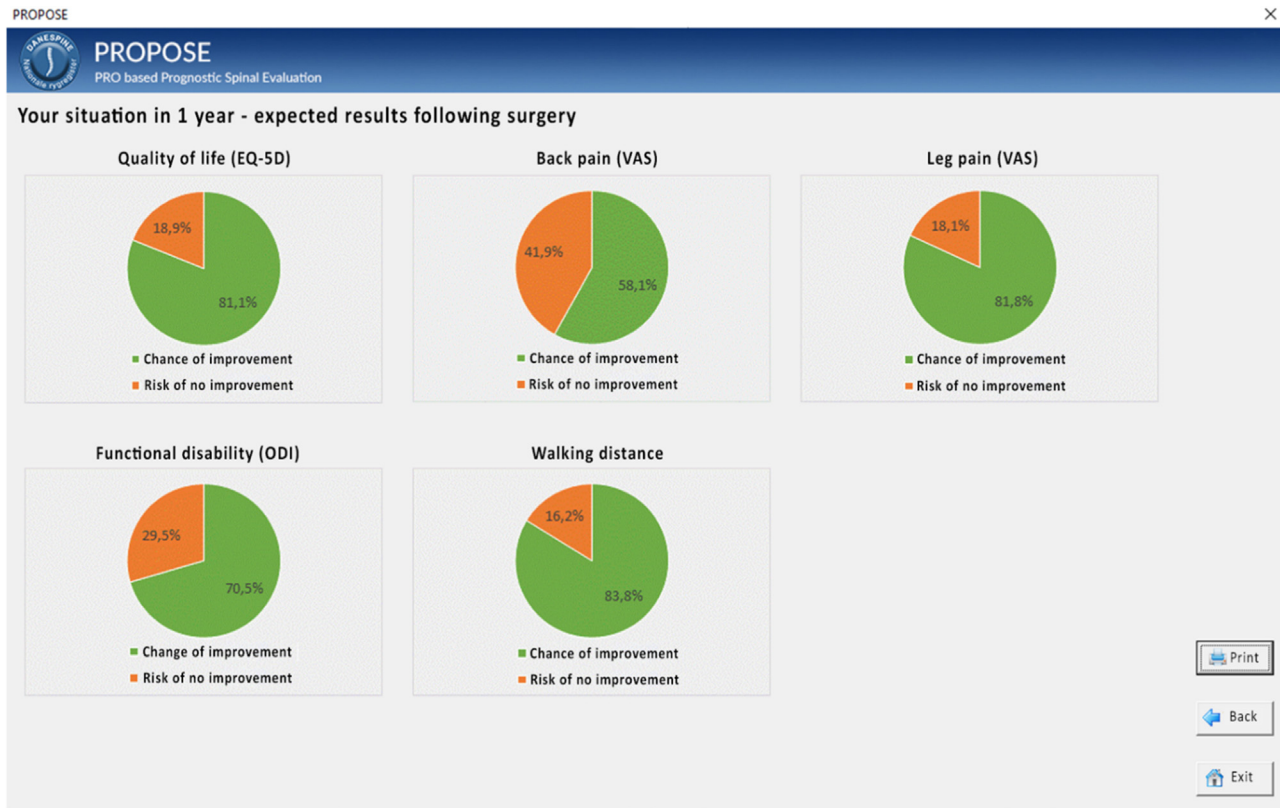 PROPOSE
DANESPINE
PROPOSE
PRO based Prognostic Spinal Evaluation
Your situation in 1 year - expected results following surgery
Quality of life (EQ-5D)
18,9%
81,1%
Chance of improvement
Risk of no improvement
Back pain (VAS)
41,9%
58,1%
Chance of improvement
Risk of no improvement
Leg pain (VAS)
18,1%
81,8%
Chance of improvement
Risk of no improvement
Functional disability (ODI)
29,5%
70,5%
Change of improvement
Risk of no improvement
Walking distance
16,2%
83,8%
Chance of improvement
Risk of no improvement
Print
Back
Exit